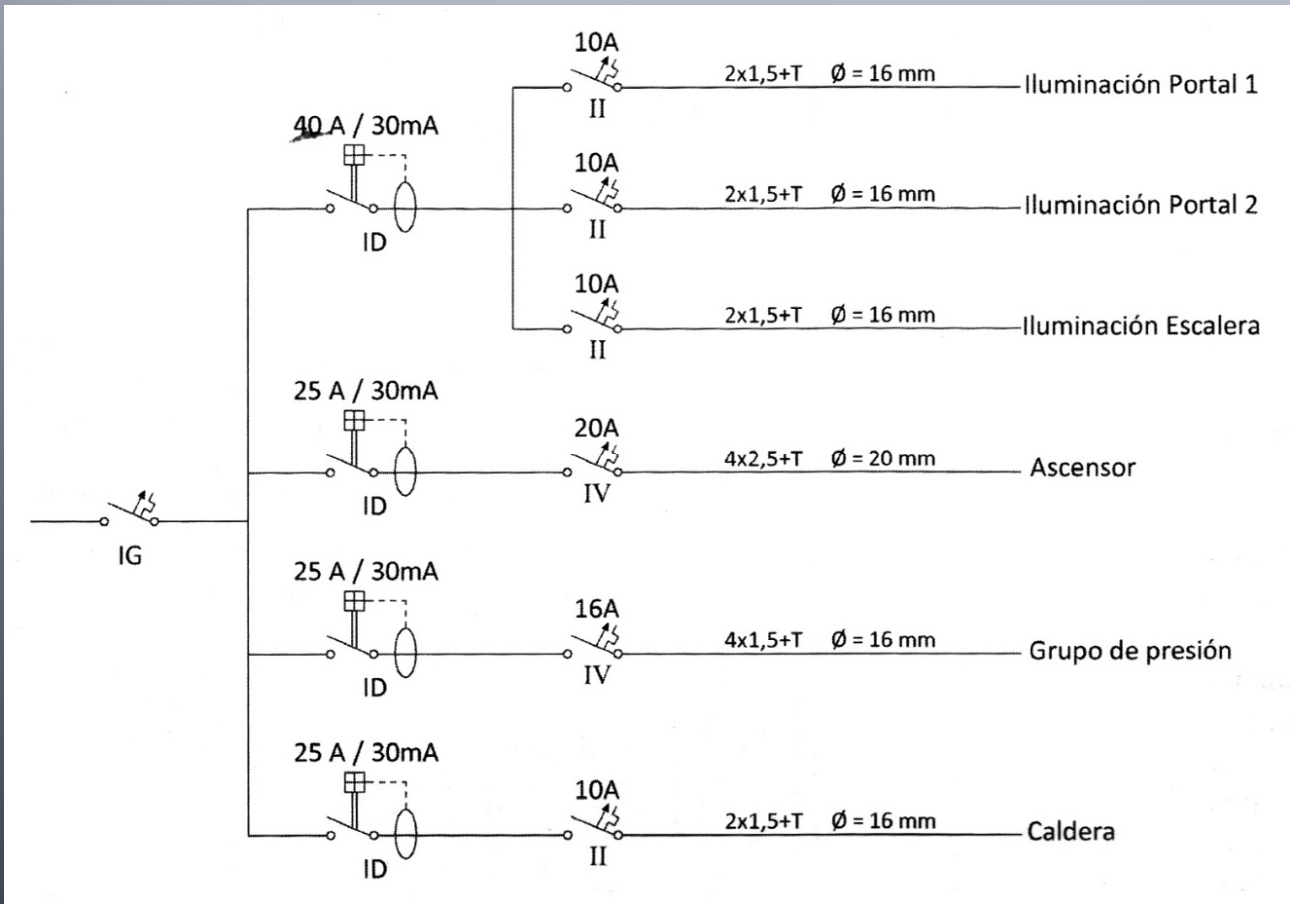 10A
2x1,5+T Ø = 16 mm
Iluminación Portal 1
II
40 A / 30mA
ID
10A
2x1,5+T Ø = 16 mm
Iluminación Portal 2
II
10A
2x1,5+T Ø = 16 mm
Iluminación Escalera
II
25 A / 30mA
ID
20A
4x2,5+T Ø = 20 mm
Ascensor
IV
IG
25 A / 30mA
ID
16A
4x1,5+T Ø = 16 mm
Grupo de presión
IV
25 A / 30mA
ID
10A
2x1,5+T Ø = 16 mm
Caldera
II